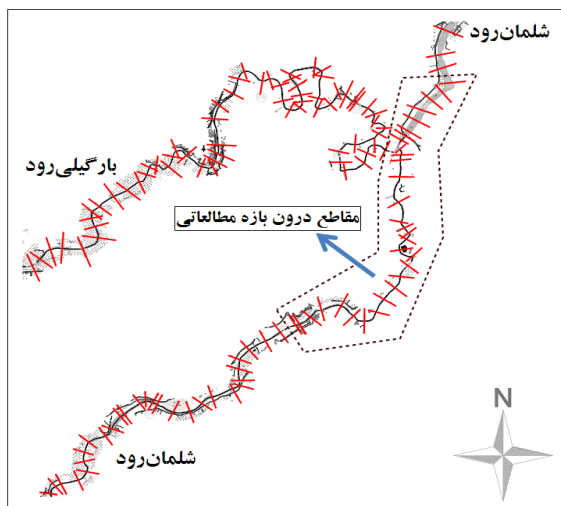 شلمان‌رود
بارگیلی‌رود
مقاطع درون بازه مطالعاتی
شلمان‌رود
N